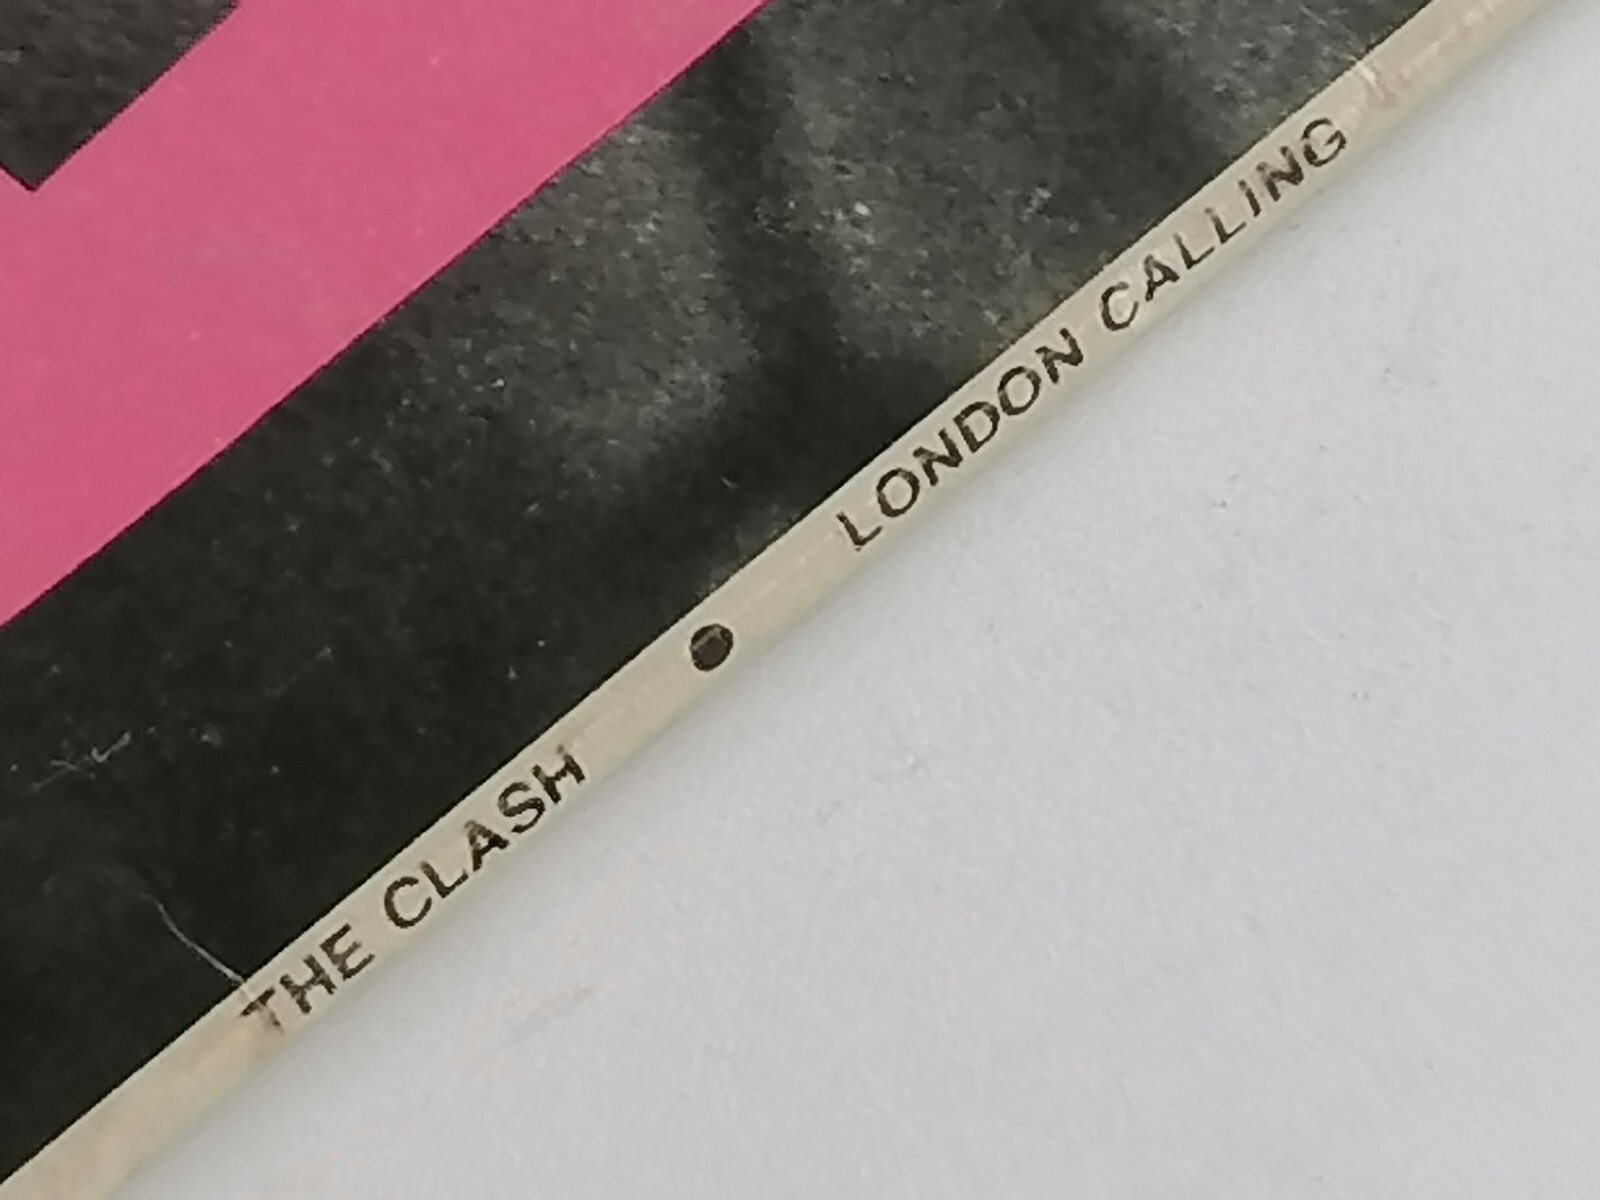 THE CLASH ● LONDON CALLING